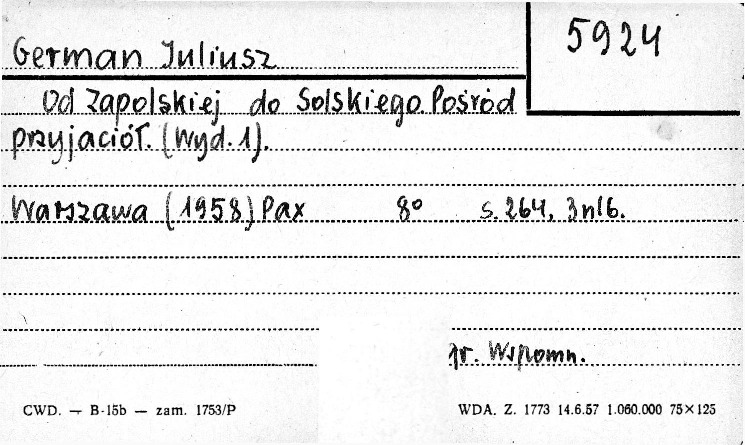 German Juliusz
5924
Od Zapolskiej do Solskiego. Pośród
przyjaciół. (Wyd. 1).
Warszawa (1958) Pax 8° s. 264, 3 nlb.
pr. Wspomn.
CWD. — B-15b — zam. 1753/P
WDA. Z. 1773 14.6.57 1.060.000 75×125